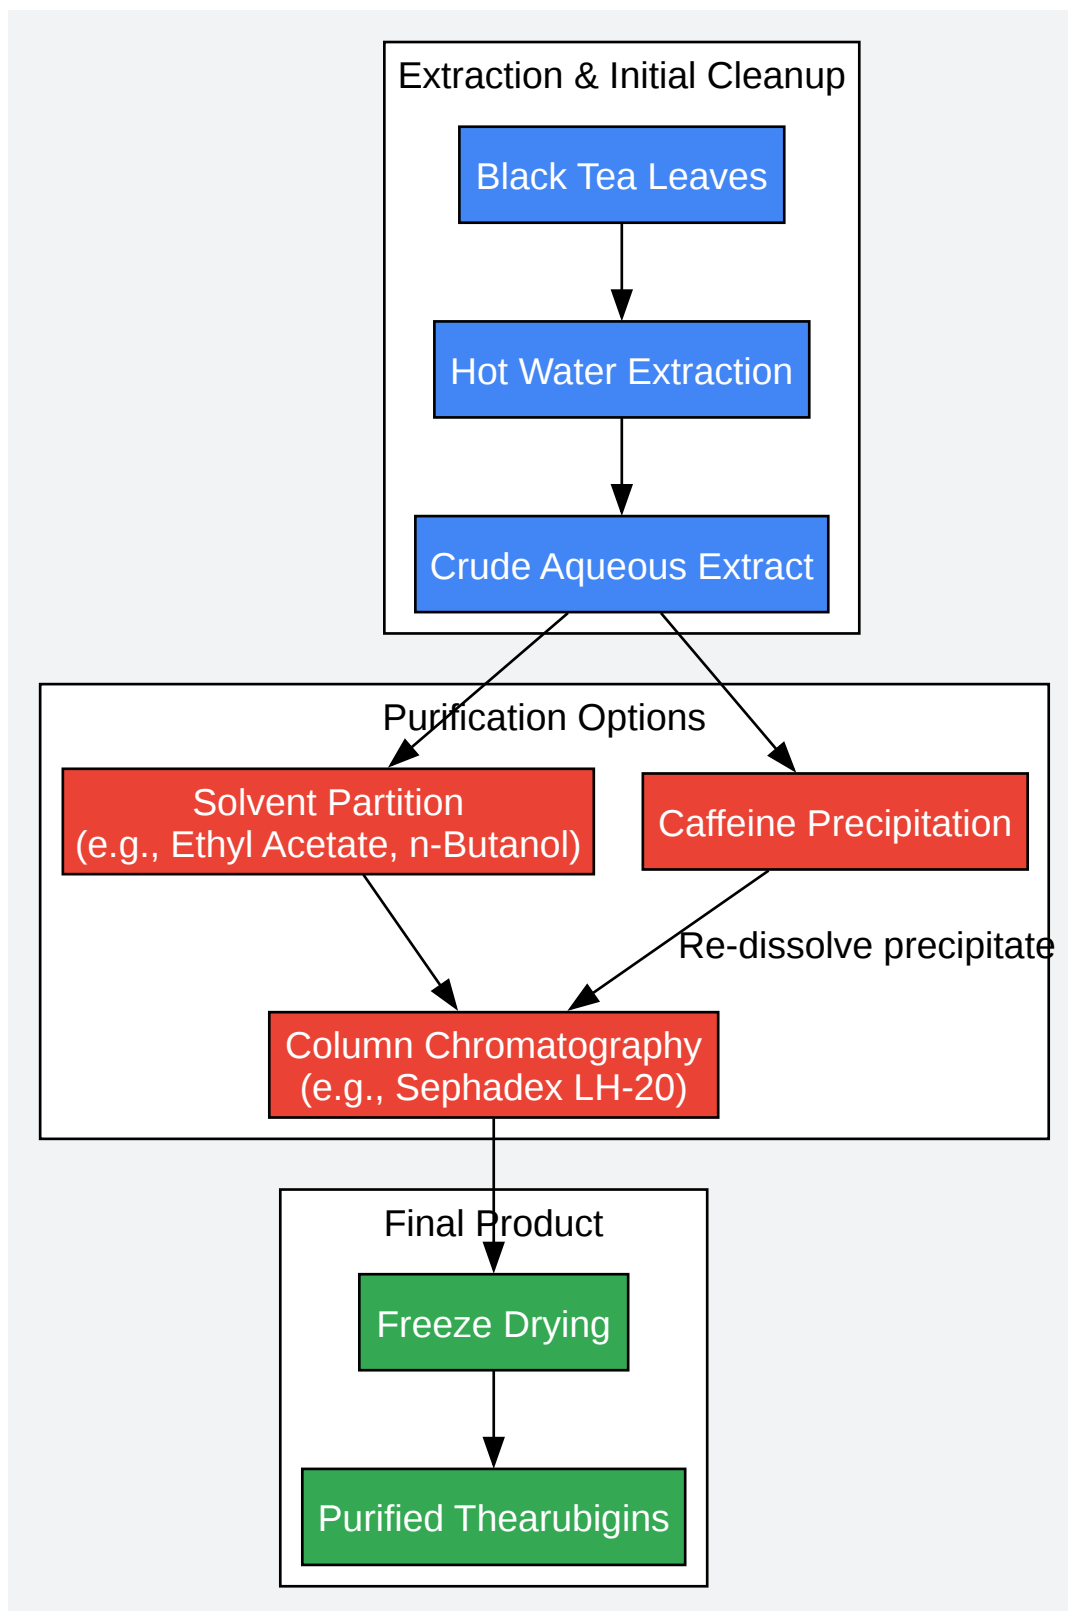 Extraction & Initial Cleanup
Black Tea Leaves
Hot Water Extraction
Crude Aqueous Extract
Purification Options
Solvent Partition
(e.g., Ethyl Acetate, n-Butanol)
Caffeine Precipitation
Re-dissolve precipitate
Column Chromatography
(e.g., Sephadex LH-20)
Final Product
Freeze Drying
Purified Thearubigins